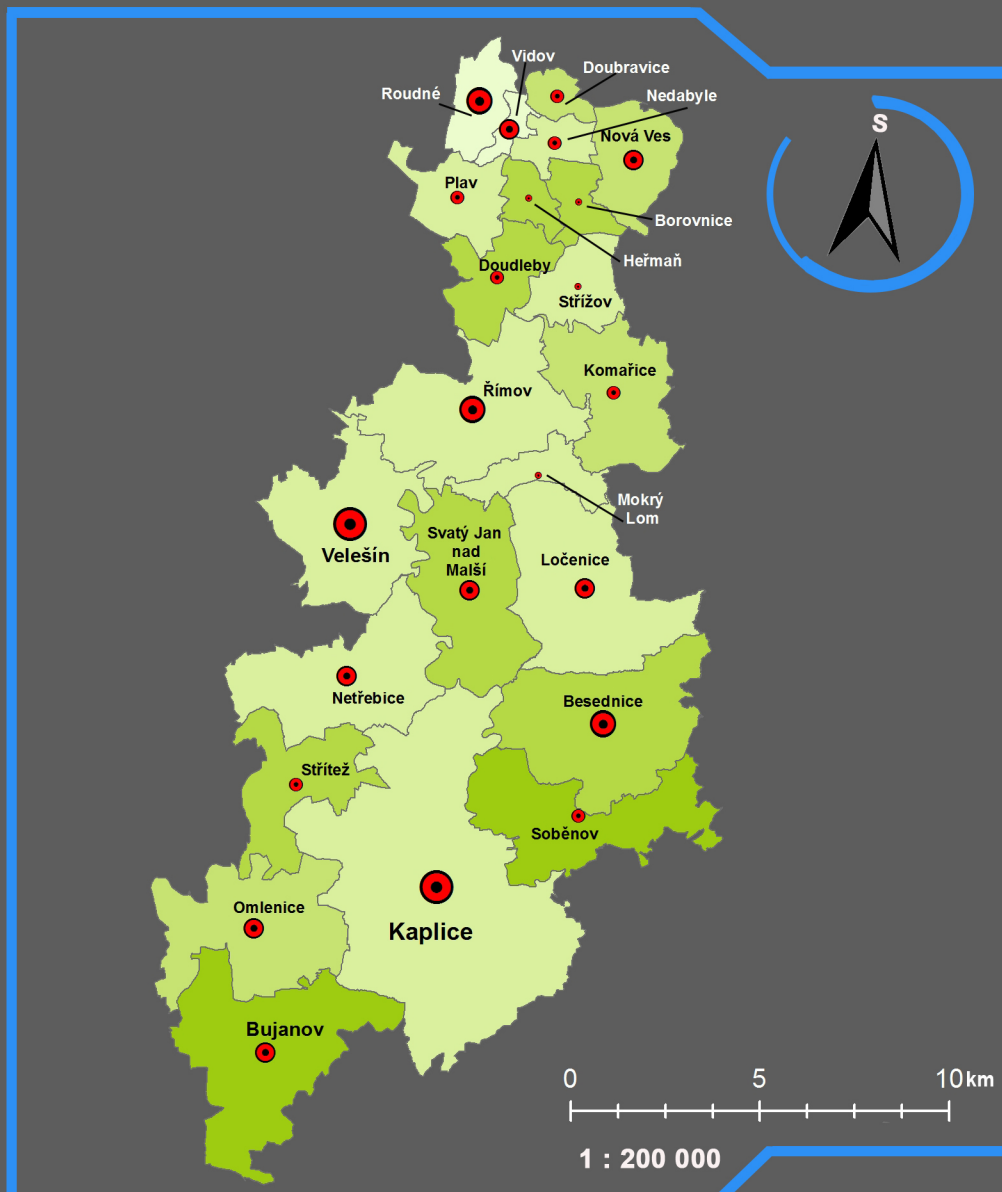 Vidov
Doubravice
Roudné
Nedabyle
S
Nová Ves
Plav
Borovnice
Heřmaň
Doudleby
Střížov
Komařice
Římov
Mokrý
Lom
Svatý Jan
nad
Malší
Velešín
Ločenice
Netřebice
Besednice
Střítež
Soběnov
Omlenice
Kaplice
Bujanov
0 5 10 km
1 : 200 000